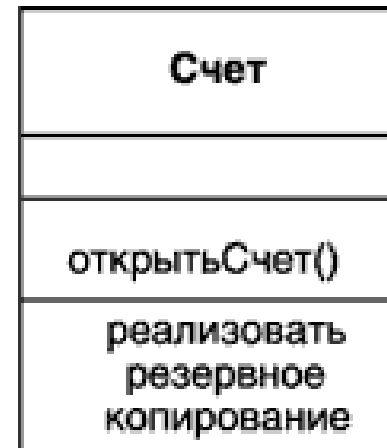 Счет
открытьСчет()
реализовать
резервное
копирование